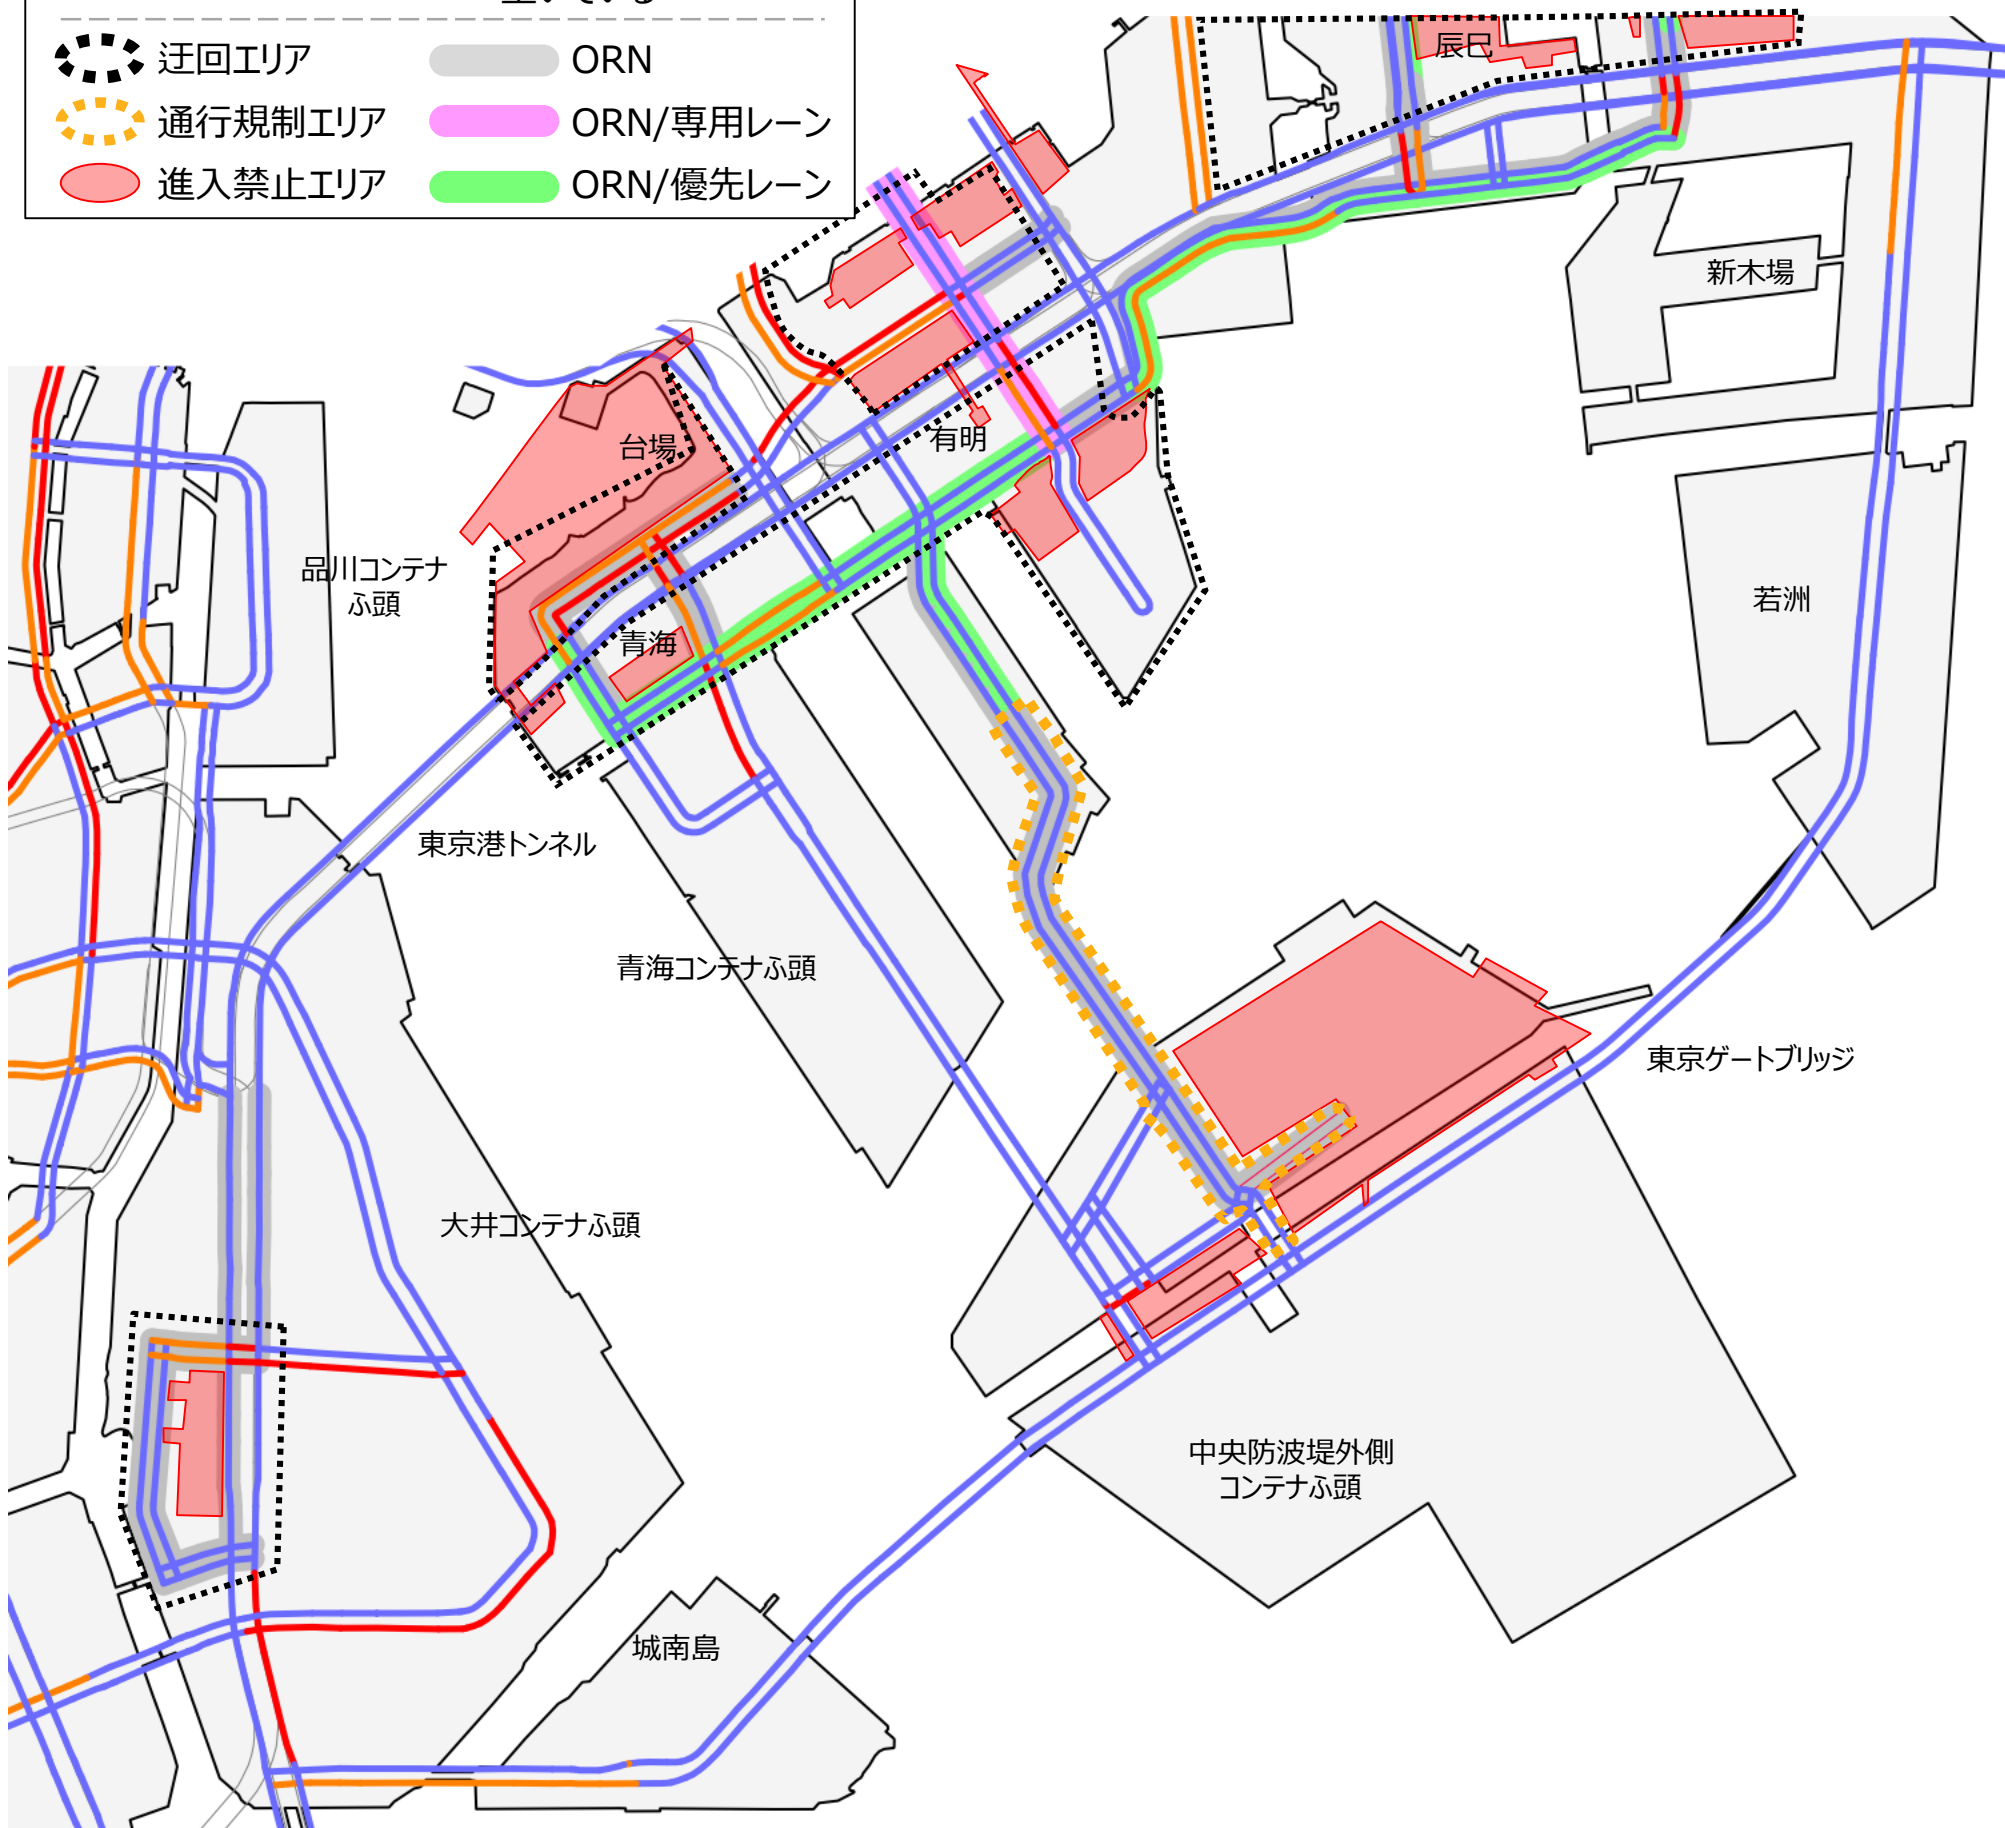 空いている
迂回エリア
ORN
通行規制エリア
ORN/専用レーン
進入禁止エリア
ORN/優先レーン
辰巳
新木場
有明
台場
品川コンテナ
ふ頭
青海
若洲
東京港トンネル
青海コンテナふ頭
東京ゲートブリッジ
大井コンテナふ頭
中央防波堤外側
コンテナふ頭
城南島